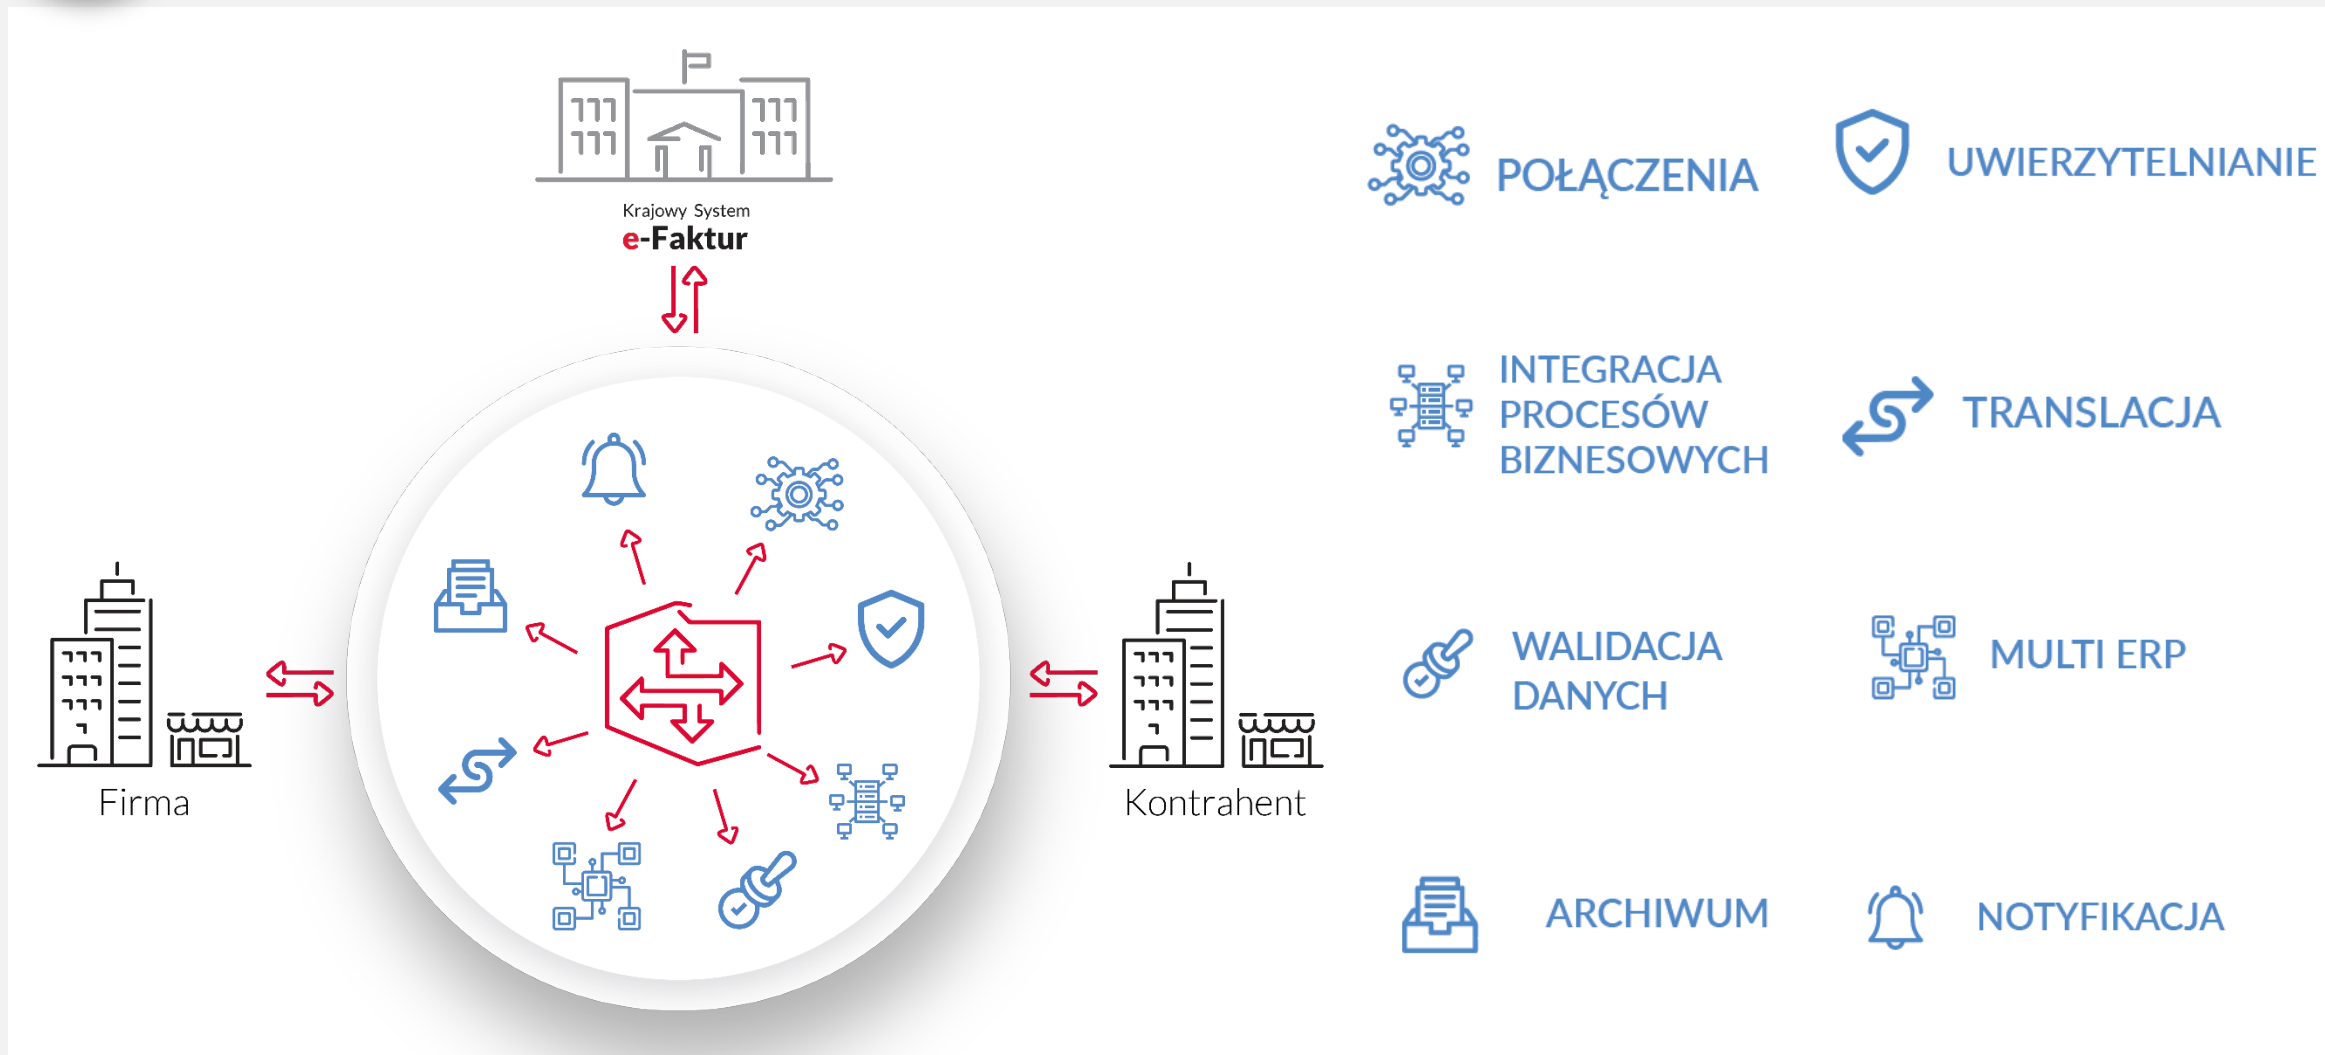 Krajowy System
e-Faktur
Firma
Kontrahent
POŁĄCZENIA
UWIERZYTELNIANIE
INTEGRACJA
PROCESÓW
BIZNESOWYCH
TRANSLACJA
WALIDACJA
DANYCH
MULTI ERP
ARCHIWUM
NOTYFIKACJA